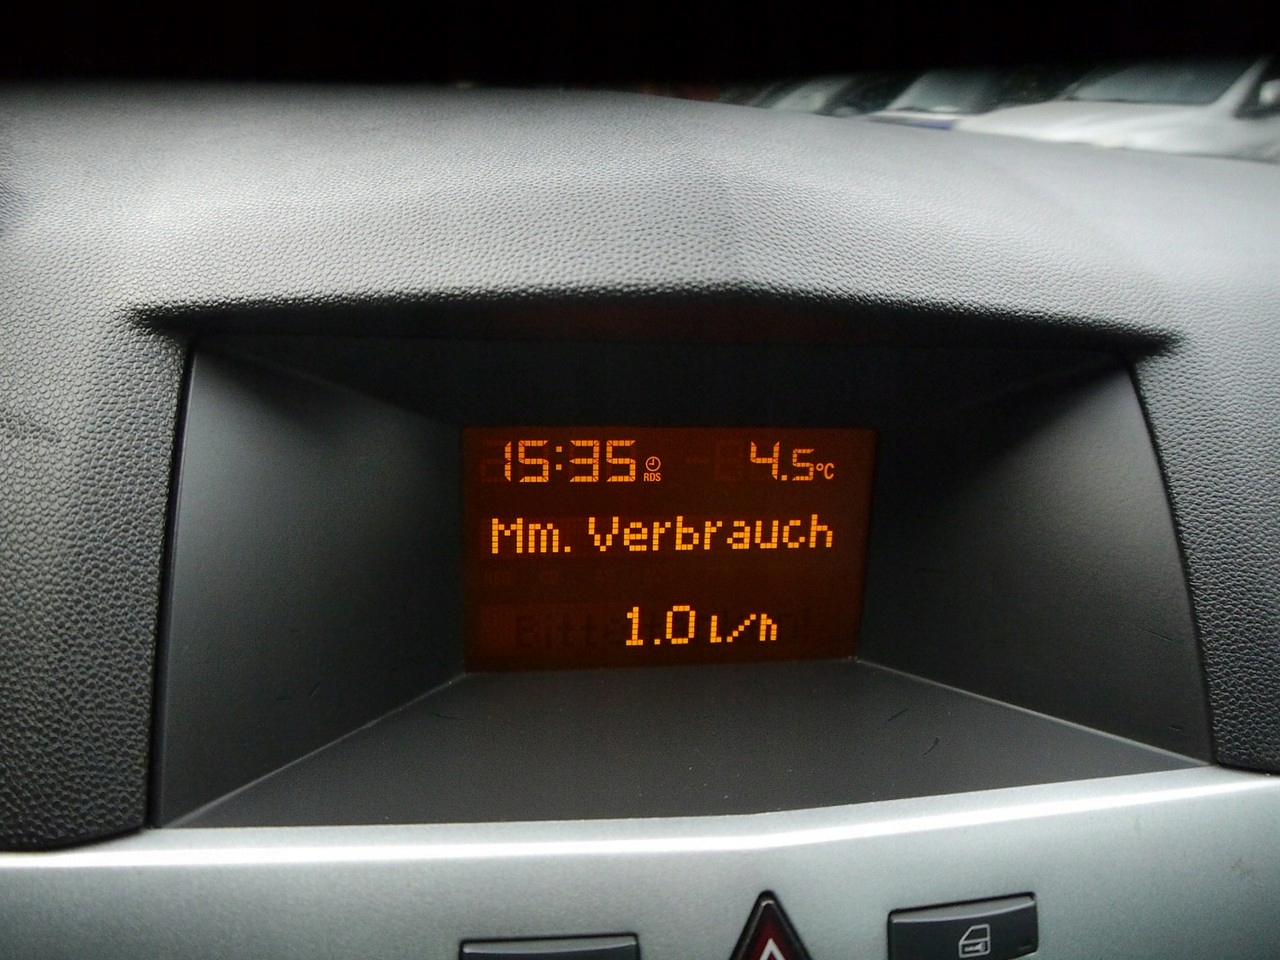 15:35 RDS 4.5°C
Mm. Verbrauch
1.0 l/h